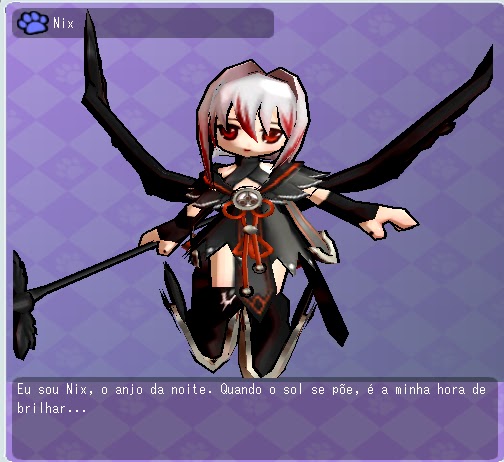 Nix
Eu sou Nix, o anjo da noite. Quando o sol se põe, é a minha hora de
brilhar...